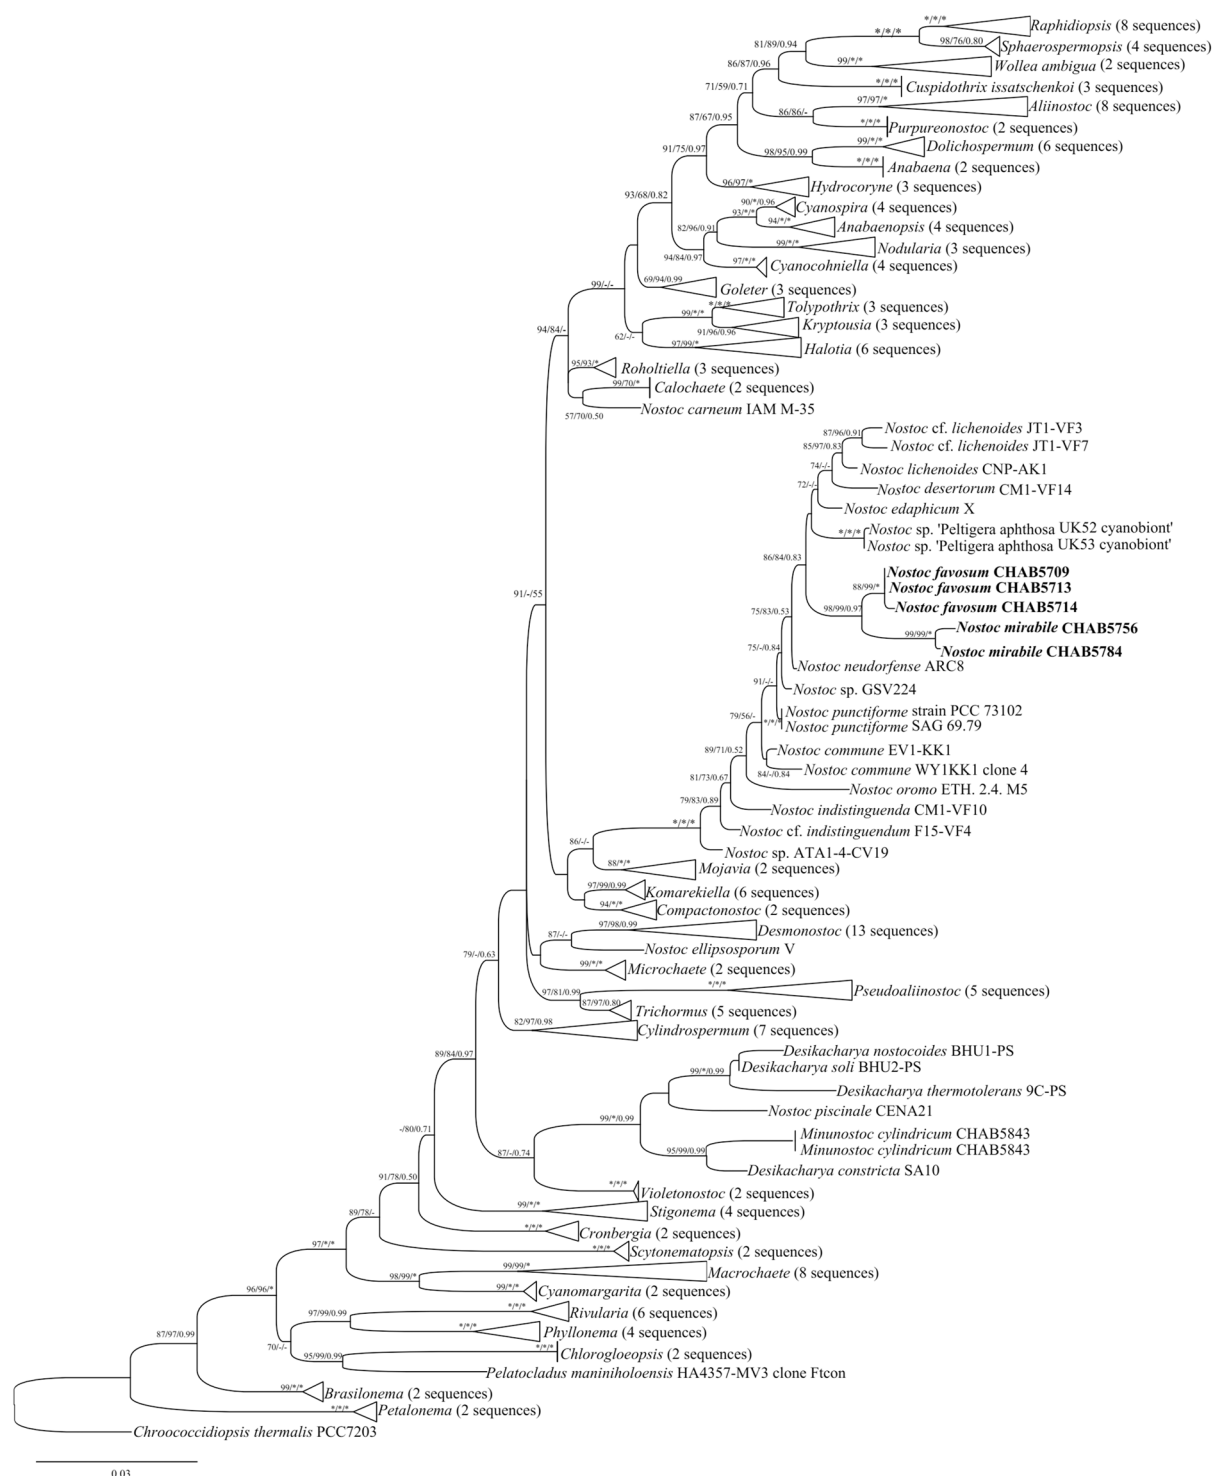 */*/*
Raphidiopsis (8 sequences)
*/*/*
98/76/0.80
Sphaerospermopsis (4 sequences)
81/89/0.94
99/*/*
Wollea ambigua (2 sequences)
86/87/0.96
*/*/*
Cuspidothrix issatschenkoi (3 sequences)
71/59/0.71
97/97/*
Aliinostoc (8 sequences)
86/86/-
*/*/*
Purpureonostoc (2 sequences)
87/67/0.95
99/*/*
Dolichospermum (6 sequences)
98/95/0.99
*/*/*
Anabaena (2 sequences)
91/75/0.97
96/97/*
Hydrocoryne (3 sequences)
93/68/0.82
90/*/0.96
Cyanospira (4 sequences)
93/*/*
94/*/*
Anabaenopsis (4 sequences)
82/96/0.91
99/*/*
Nodularia (3 sequences)
94/84/0.97
97/*/*
Cyanocohniella (4 sequences)
99/-/-
69/94/0.99
Goleter (3 sequences)
*/*/*
Tolypothrix (3 sequences)
99/*/*
91/96/0.96
Kryptousia (3 sequences)
62/-/-
97/99/*
Halotia (6 sequences)
94/84/-
95/93/*
Roholtiella (3 sequences)
99/70/*
Calochaete (2 sequences)
57/70/0.50
Nostoc carneum IAM M-35
87/96/0.91
Nostoc cf. lichenoides JT1-VF3
85/97/0.83
Nostoc cf. lichenoides JT1-VF7
74/-/-
Nostoc lichenoides CNP-AK1
72/-/-
Nostoc desertorum CM1-VF14
Nostoc edaphicum X
*/*/*
Nostoc sp. 'Peltigera aphthosa UK52 cyanobiont'
Nostoc sp. 'Peltigera aphthosa UK53 cyanobiont'
86/84/0.83
Nostoc favosum CHAB5709
88/99/*
Nostoc favosum CHAB5713
98/99/0.97
Nostoc favosum CHAB5714
99/99/*
Nostoc mirabile CHAB5756
Nostoc mirabile CHAB5784
91/-/55
75/83/0.53
Nostoc neudorfense ARC8
75/-/0.84
Nostoc sp. GSV224
91/-/-
Nostoc punctiforme strain PCC 73102
*/*/*
Nostoc punctiforme SAG 69.79
79/56/-
Nostoc commune EV1-KK1
84/-/0.84
Nostoc commune WY1KK1 clone 4
89/71/0.52
Nostoc oromo ETH. 2.4. M5
81/73/0.67
Nostoc indistinguenda CM1-VF10
79/83/0.89
Nostoc cf. indistinguendum F15-VF4
*/*/*
Nostoc sp. ATA1-4-CV19
86/-/-
88/*/*
Mojavia (2 sequences)
97/99/0.99
Komarekiella (6 sequences)
94/*/*
Compactonostoc (2 sequences)
97/98/0.99
Desmonostoc (13 sequences)
87/-/-
Nostoc ellipsosporum V
79/-/0.63
99/*/*
Microchaete (2 sequences)
*/*/*
Pseudoaliinostoc (5 sequences)
97/81/0.99
87/97/0.80
Trichormus (5 sequences)
82/97/0.98
Cylindrospermum (7 sequences)
89/84/0.97
Desikacharya nostocoides BHU1-PS
99/*/0.99
Desikacharya soli BHU2-PS
Desikacharya thermotolerans 9C-PS
99/*/0.99
Nostoc piscinale CENA21
-/80/0.71
Minunostoc cylindricum CHAB5843
95/99/0.99
Minunostoc cylindricum CHAB5843
87/-/0.74
Desikacharya constricta SA10
91/78/0.50
*/*/*
Violetonostoc (2 sequences)
99/*/*
Stigonema (4 sequences)
89/78/-
*/*/*
Cronbergia (2 sequences)
97/*/*
*/*/*
Scytonematopsis (2 sequences)
99/99/*
Macrochaete (8 sequences)
98/99/*
99/*/*
Cyanomargarita (2 sequences)
96/96/*
*/*/*
Rivularia (6 sequences)
97/99/0.99
*/*/*
Phyllonema (4 sequences)
87/97/0.99
70/-/-
*/*/*
Chlorogloeopsis (2 sequences)
95/99/0.99
Pelatocladus maniniholoensis HA4357-MV3 clone Ftcon
99/*/*
Brasilonema (2 sequences)
*/*/*
Petalonema (2 sequences)
Chroococcidiopsis thermalis PCC7203
0.03